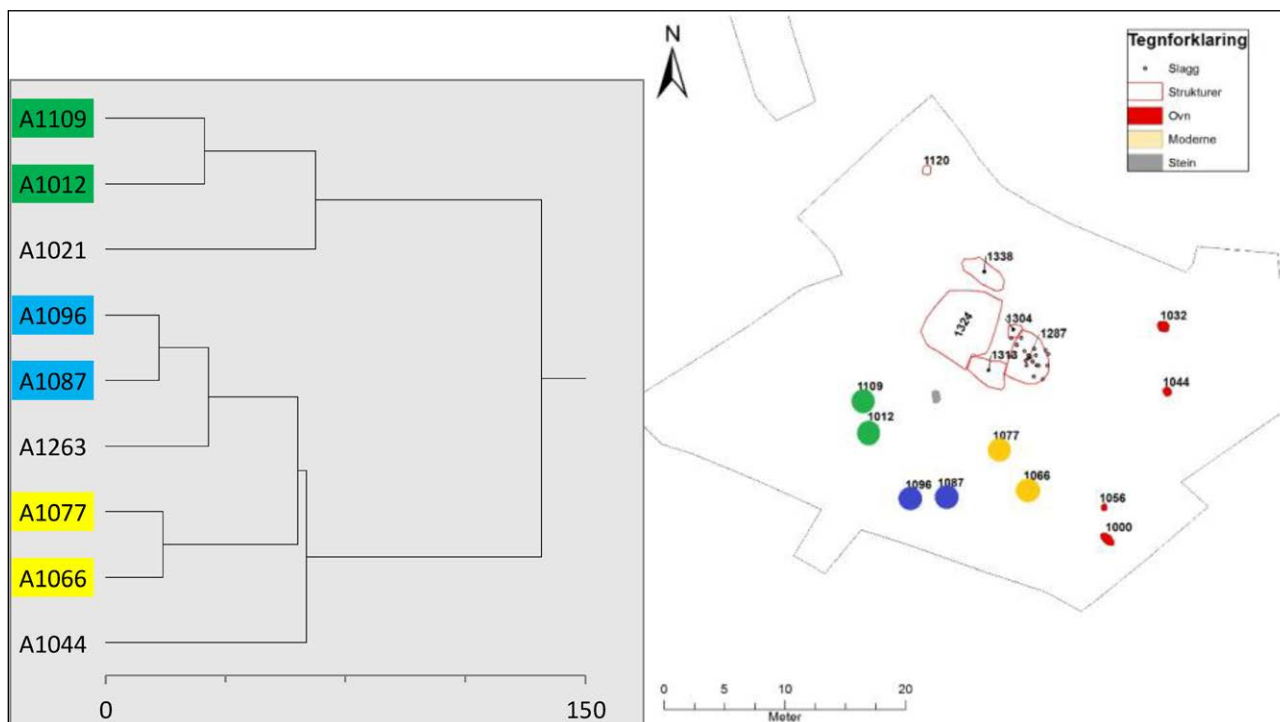 A1109
A1012
A1021
A1096
A1087
A1263
A1077
A1066
A1044
0 150
N
Tegnforklaring
Slagg
Strukturer
Ovn
Moderne
Stein
1120
1338
1324
1304
1287
1313
1032
1044
1109
1012
1077
1096
1087
1066
1056
1000
0 5 10 20
Meter